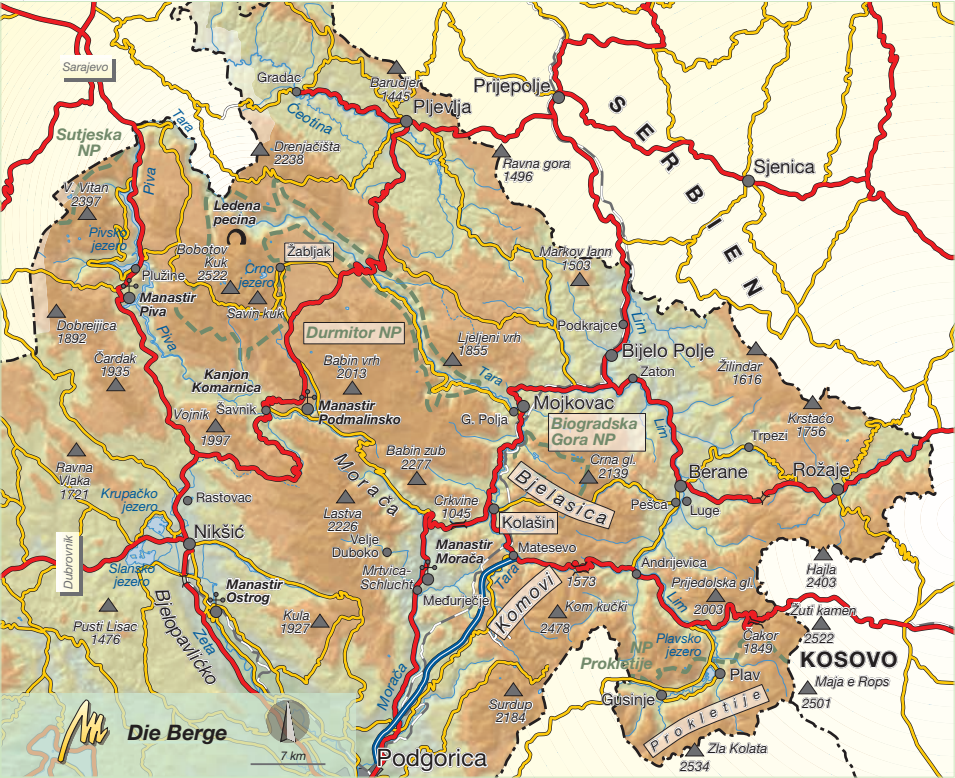 Sarajevo
Gradac
Barudjer
1445
Prijepolje
Tara
Ćeotina
Pljevlja
SERBIEN
Sutjeska
NP
Drenjačišta
2238
Ravna gora
1496
Sjenica
V. Vitan
2397
Piva
Ledena
pecina
Pivsko
jezero
Bobotov
Kuk
2522
Crno
jezero
Žabljak
Markov lann
1503
Plužine
Manastir
Piva
Savin kuk
Dobreijica
1892
Piva
Durmitor NP
Ljeljeni vrh
1855
Podkrajce
Lim
Bijelo Polje
Žilindar
1616
Čardak
1935
Babin vrh
2013
Tara
Zaton
Kanjon
Komarnica
Vojnik
1997
Šavnik
Manastir
Podmalinsko
G. Polja
Mojkovac
Biogradska
Gora NP
Lim
Krstaćo
1756
Trpezi
Ravna
Vlaka
1721
Morača
Babin zub
2277
Crna gl.
2139
Berane
Rožaje
Krupačko
jezero
Rastovac
Lastva
2226
Crkvine
1045
Bjelasica
Pešca
Luge
Kolašin
Nikšić
Velje
Duboko
Manastir
Morača
Matesevo
Dubrovnik
Slansko
jezero
Mrtvica-
Schlucht
Tara
1573
Andrijevica
Hajla
2403
Manastir
Ostrog
Međurječje
Komovi
Lim
Prijedolska gl.
2003
Pusti Lisac
1476
Bjelopavličko
Zeta
Kula
1927
Kom kučki
2478
Žuti kamen
2522
Čakor
1849
Plavsko
jezero
NP
Prokletije
KOSOVO
Morača
Surdup
2184
Gusinje
Plav
Maja e Rops
2501
Prokletije
Die Berge
7 km
Podgorica
Zla Kolata
2534